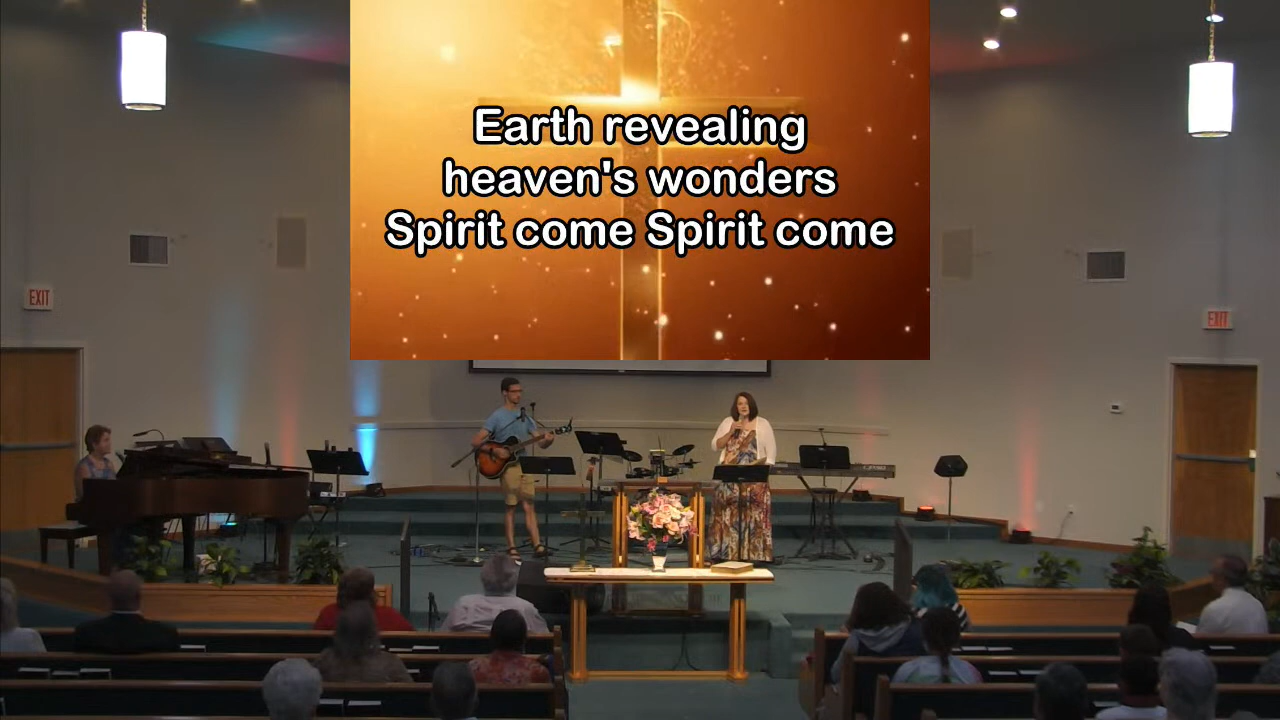 Earth revealing
heaven's wonders
Spirit come Spirit come
EXIT
EXIT